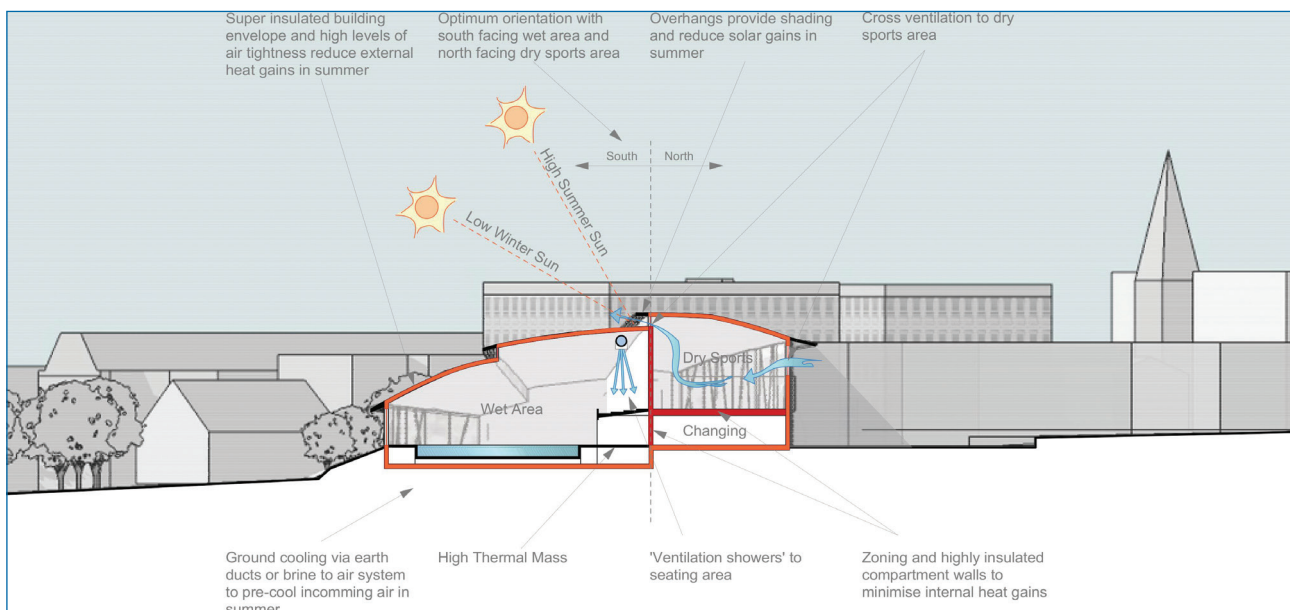 Super insulated building
envelope and high levels of
air tightness reduce external
heat gains in summer
Optimum orientation with
south facing wet area and
north facing dry sports area
Overhangs provide shading
and reduce solar gains in
summer
Cross ventilation to dry
sports area
South
North
High Summer Sun
Low Winter Sun
Dry Sports
Wet Area
Changing
Ground cooling via earth
ducts or brine to air system
to pre-cool incomming air in
summer
High Thermal Mass
'Ventilation showers' to
seating area
Zoning and highly insulated
compartment walls to
minimise internal heat gains